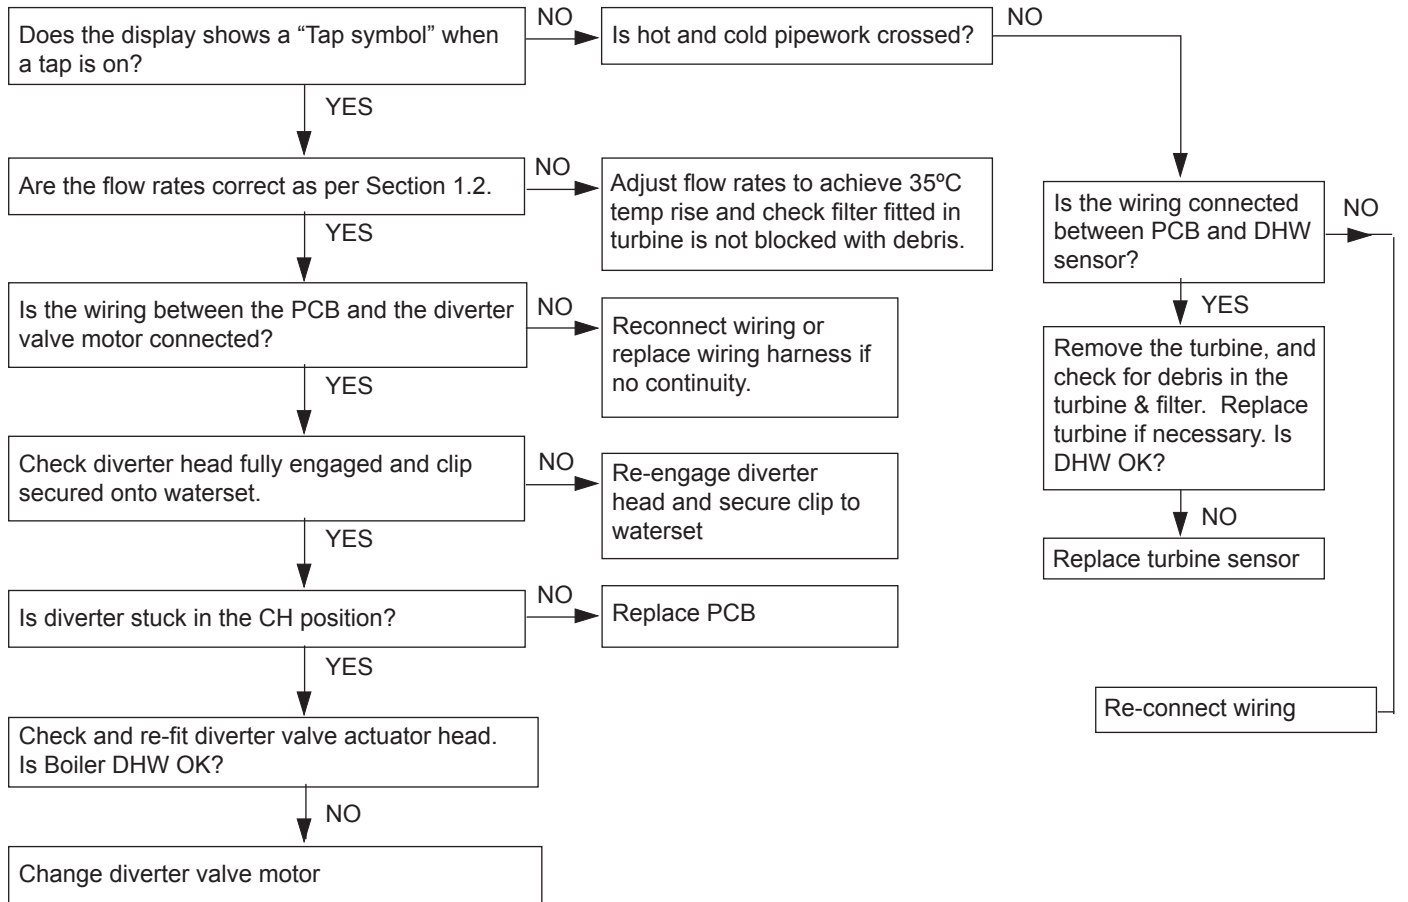 Does the display shows a “Tap symbol” when
a tap is on?
NO
Is hot and cold pipework crossed?
NO
YES
Are the flow rates correct as per Section 1.2.
NO
Adjust flow rates to achieve 35ºC
temp rise and check filter fitted in
turbine is not blocked with debris.
YES
Is the wiring between the PCB and the diverter
valve motor connected?
NO
Reconnect wiring or
replace wiring harness if
no continuity.
YES
Check diverter head fully engaged and clip
secured onto waterset.
NO
Re-engage diverter
head and secure clip to
waterset
YES
Is diverter stuck in the CH position?
NO
Replace PCB
YES
Check and re-fit diverter valve actuator head.
Is Boiler DHW OK?
NO
Change diverter valve motor
Is the wiring connected
between PCB and DHW
sensor?
NO
YES
Remove the turbine, and
check for debris in the
turbine & filter.  Replace
turbine if necessary. Is
DHW OK?
NO
Replace turbine sensor
Re-connect wiring